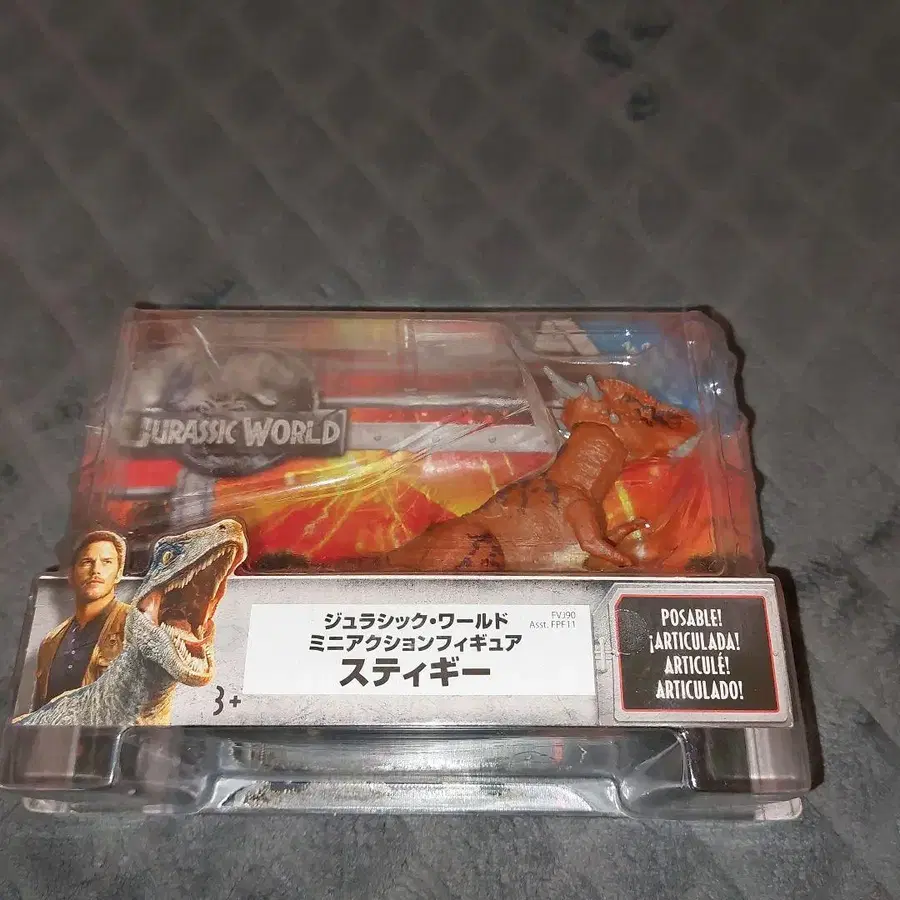 JURASSIC WORLD
ジュラシック・ワールド
ミニアクションフィギュア
スティギー
FVJ90
Asst. FPF11
3+
POSABLE!
¡ARTICULADA!
ARTICULÉ!
ARTICULADO!